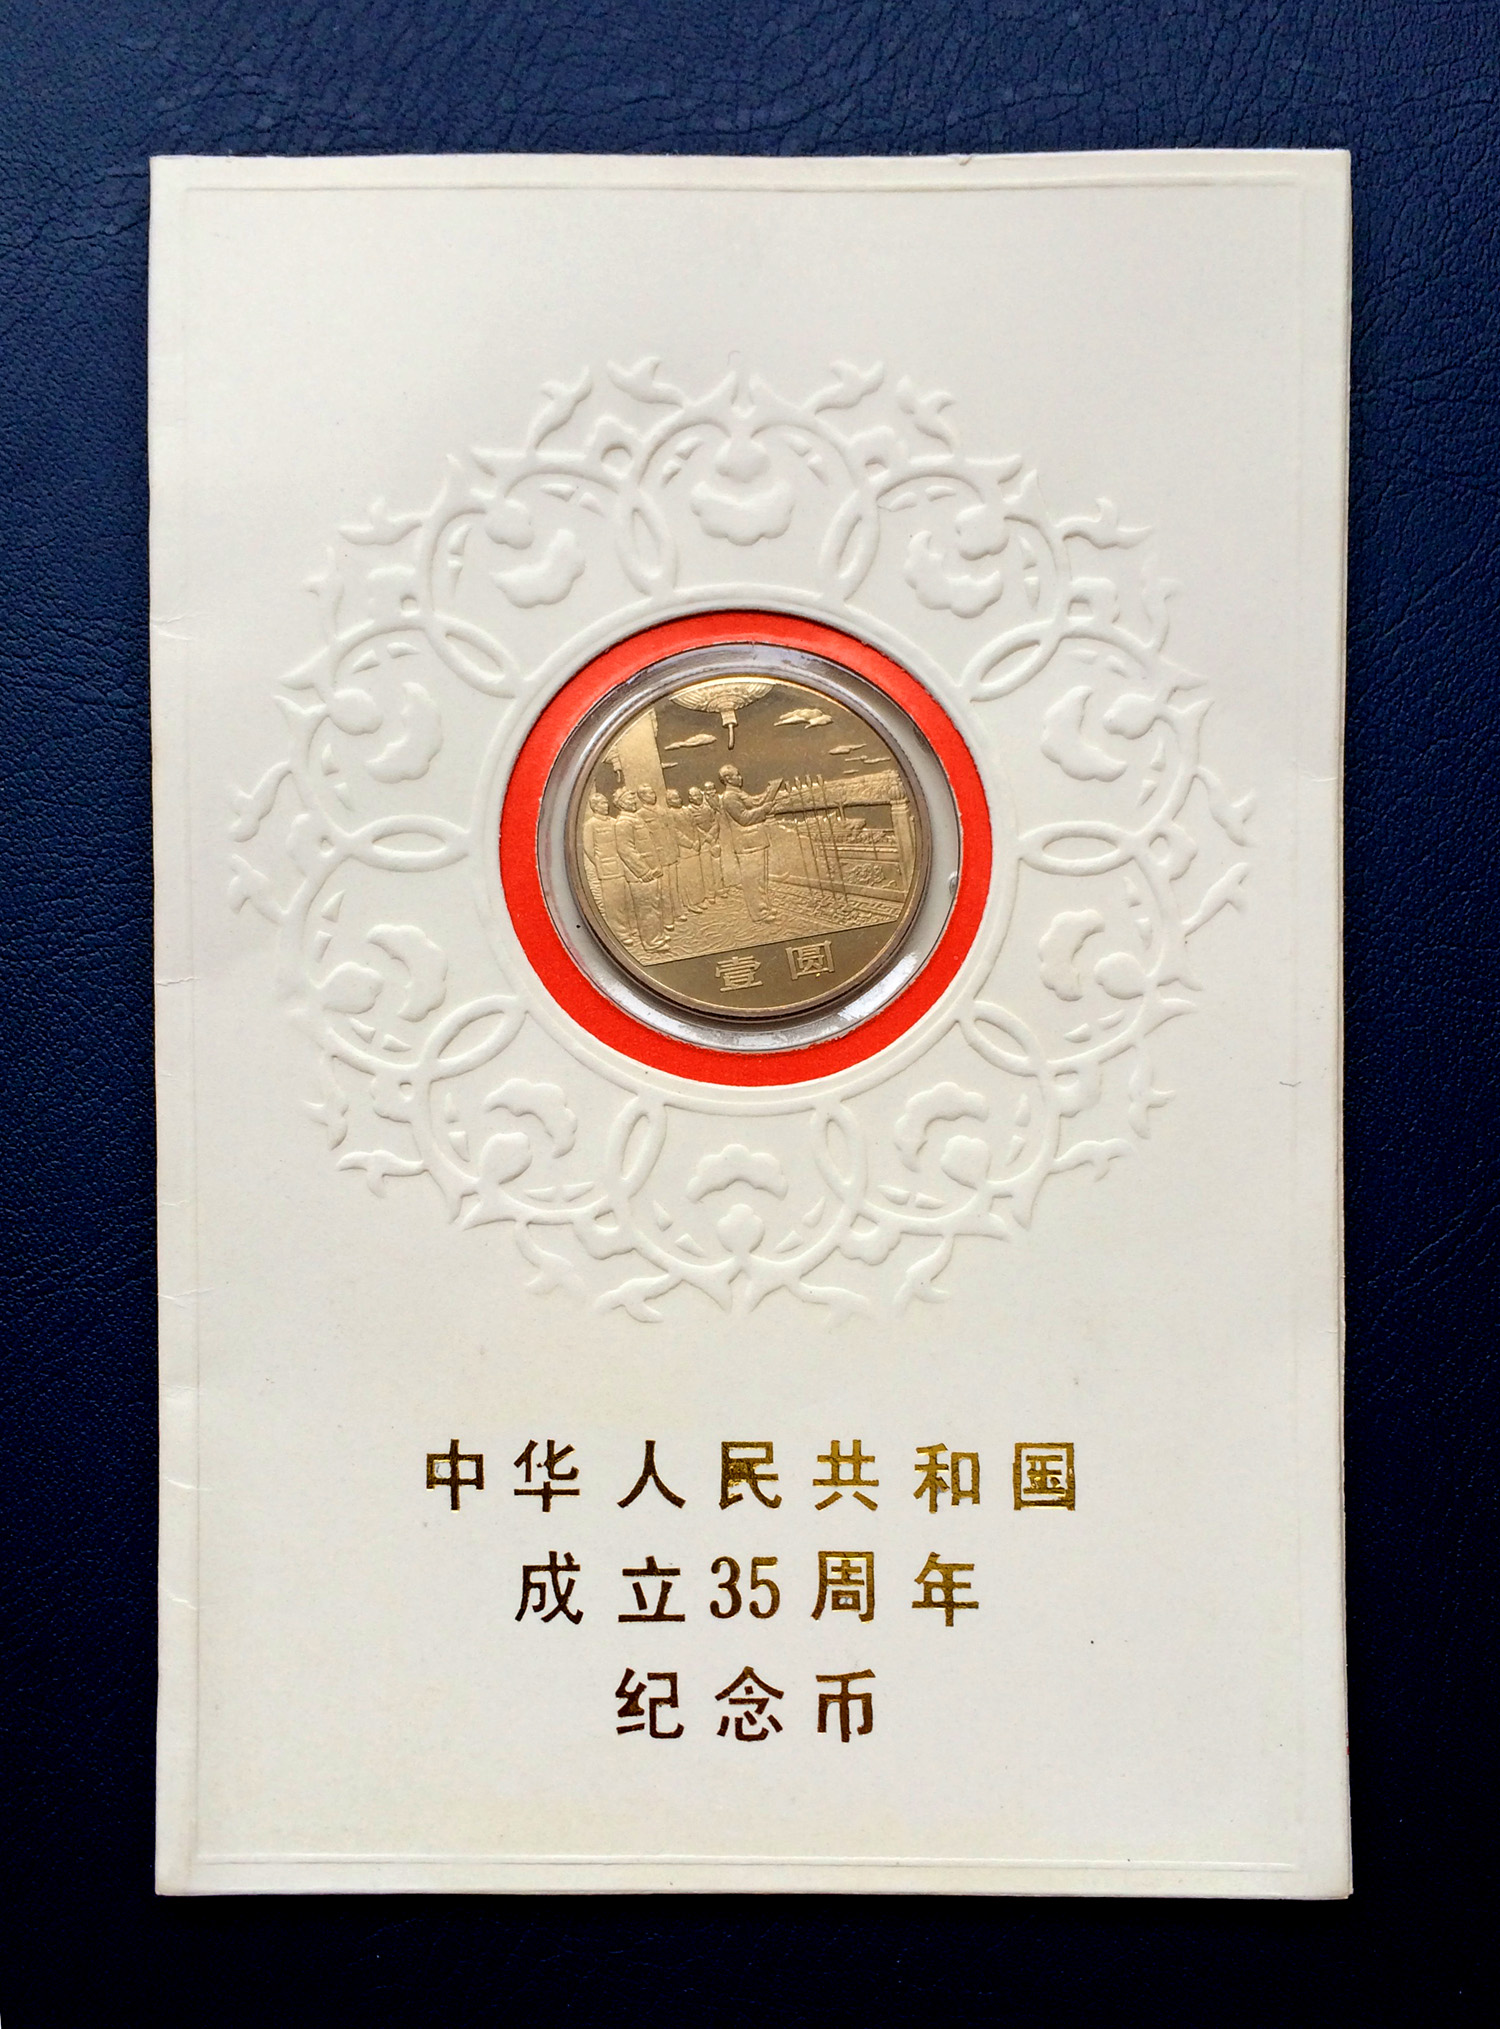 壹圆
中华人民共和国
成立35周年
纪念币